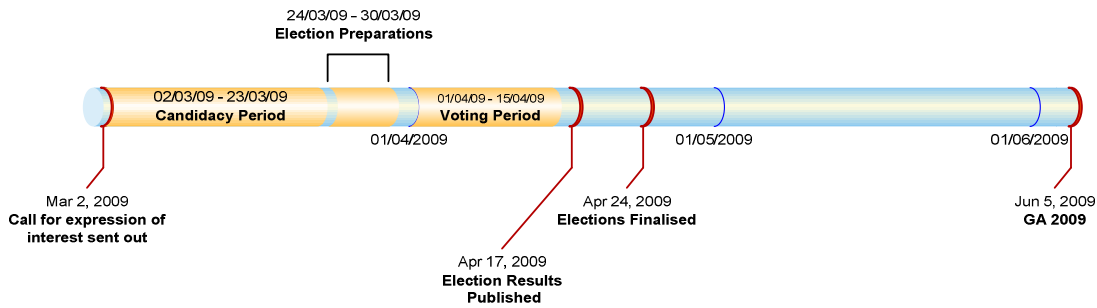 24/03/09 - 30/03/09
Election Preparations
02/03/09 - 23/03/09
Candidacy Period
01/04/09 - 15/04/09
Voting Period
01/04/2009
01/05/2009
01/06/2009
Mar 2, 2009
Call for expression of
interest sent out
Apr 17, 2009
Election Results
Published
Apr 24, 2009
Elections Finalised
Jun 5, 2009
GA 2009